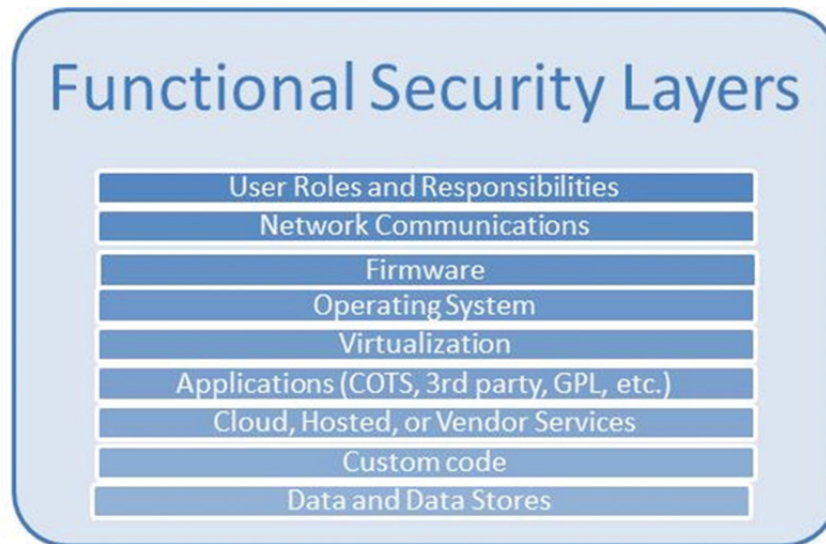 Functional Security Layers
User Roles and Responsibilities
Network Communications
Firmware
Operating System
Virtualization
Applications (COTS, 3rd party, GPL, etc.)
Cloud, Hosted, or Vendor Services
Custom code
Data and Data Stores